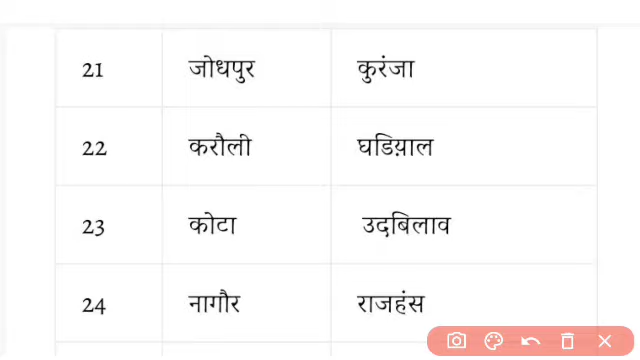 21 जोधपुर कुरंजा
22 करौली घडि़याल
23 कोटा उदबिलाव
24 नागौर राजहंस